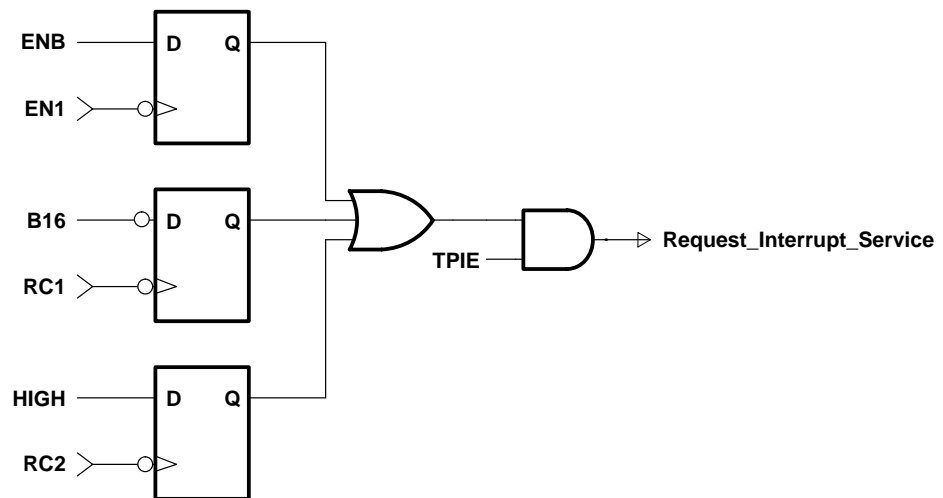 ENB D Q
EN1
B16 D Q
RC1
TPIE
Request_Interrupt_Service
HIGH D Q
RC2